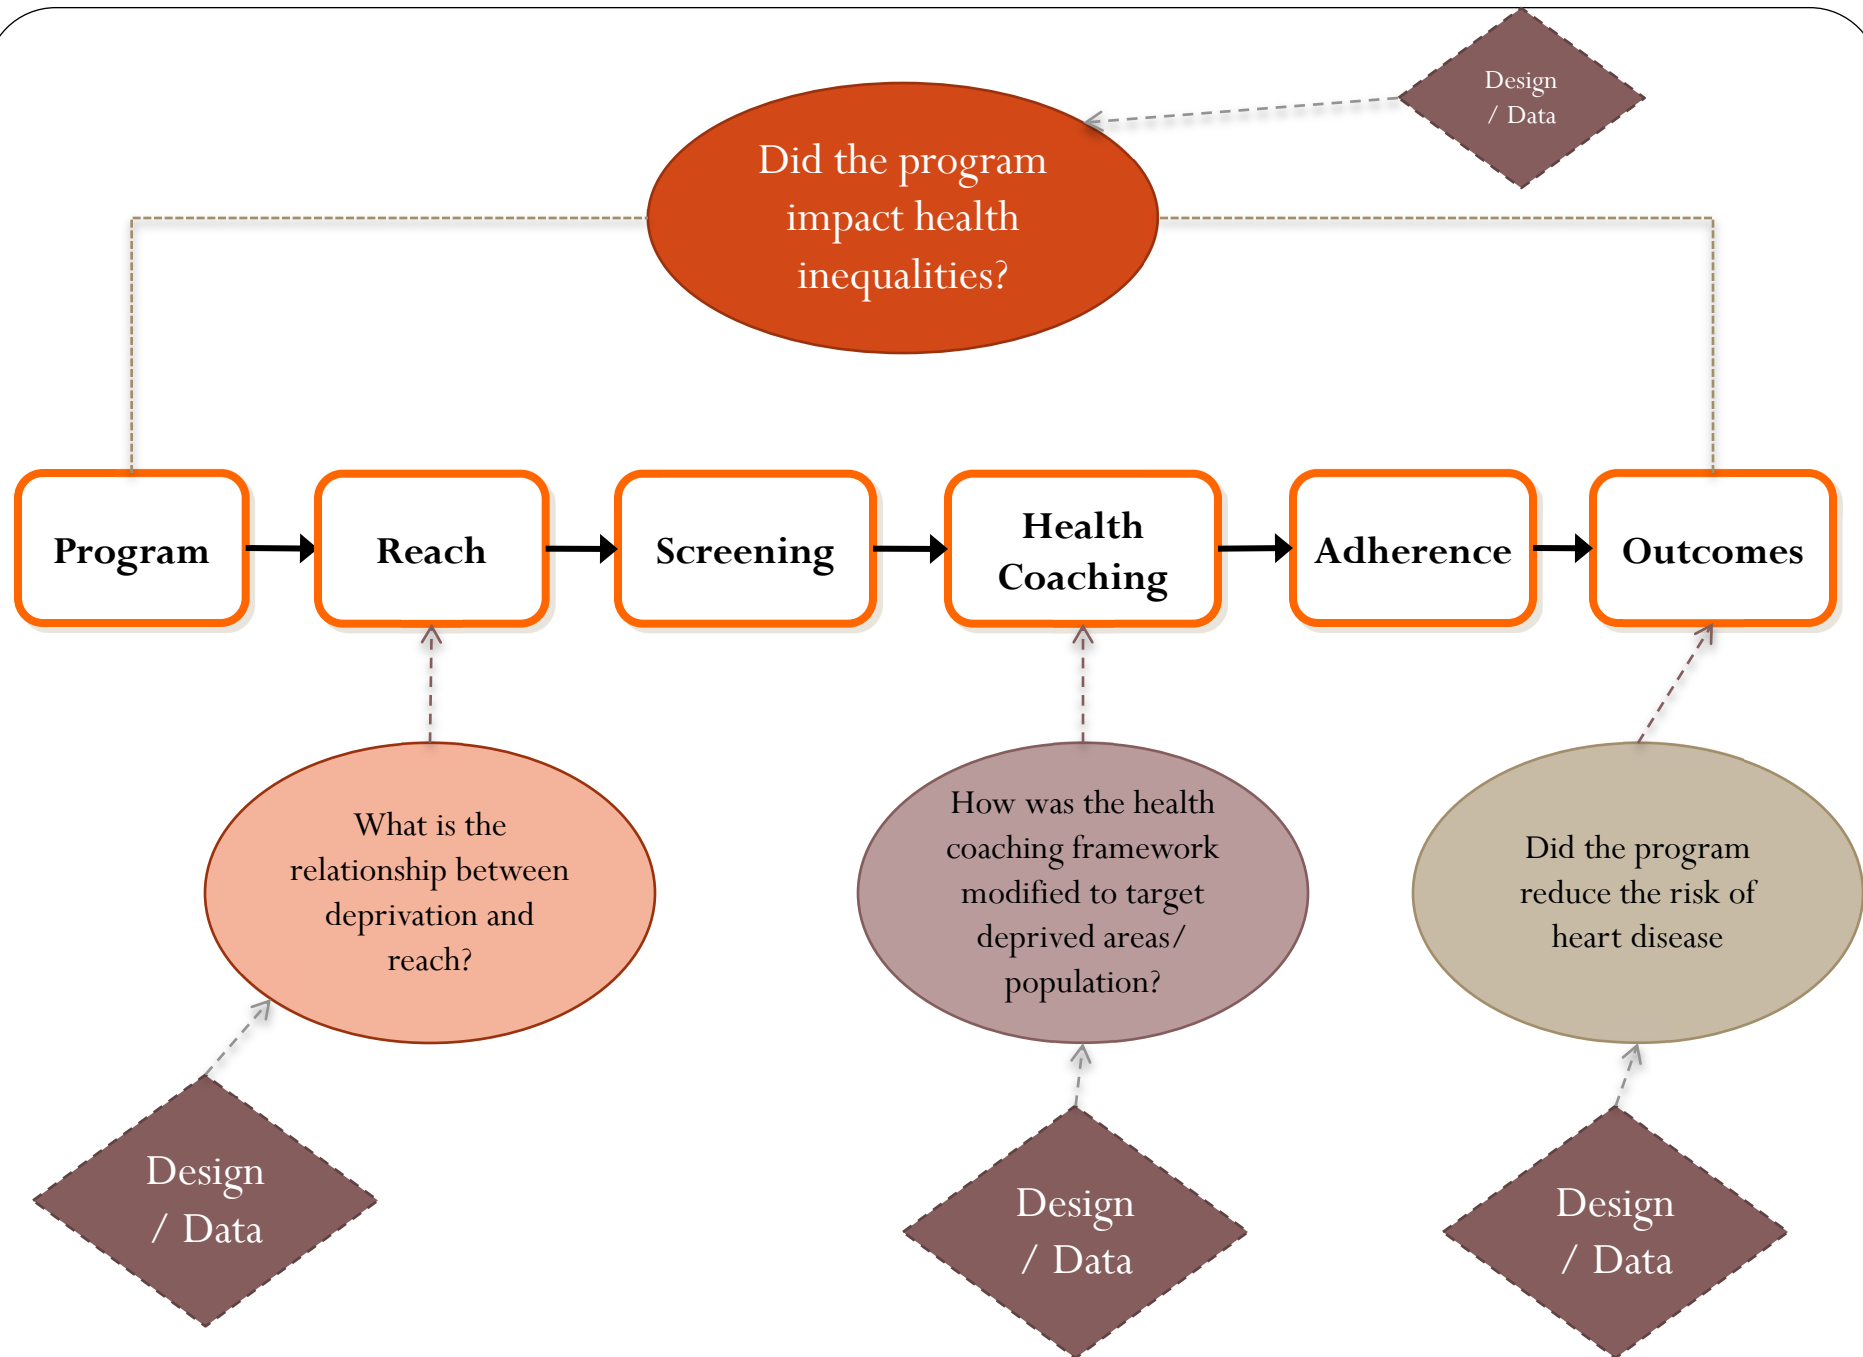 Design
/ Data
Did the program
impact health
inequalities?
Program
Reach
Screening
Health
Coaching
Adherence
Outcomes
What is the
relationship between
deprivation and
reach?
How was the health
coaching framework
modified to target
deprived areas/
population?
Did the program
reduce the risk of
heart disease
Design
/ Data
Design
/ Data
Design
/ Data